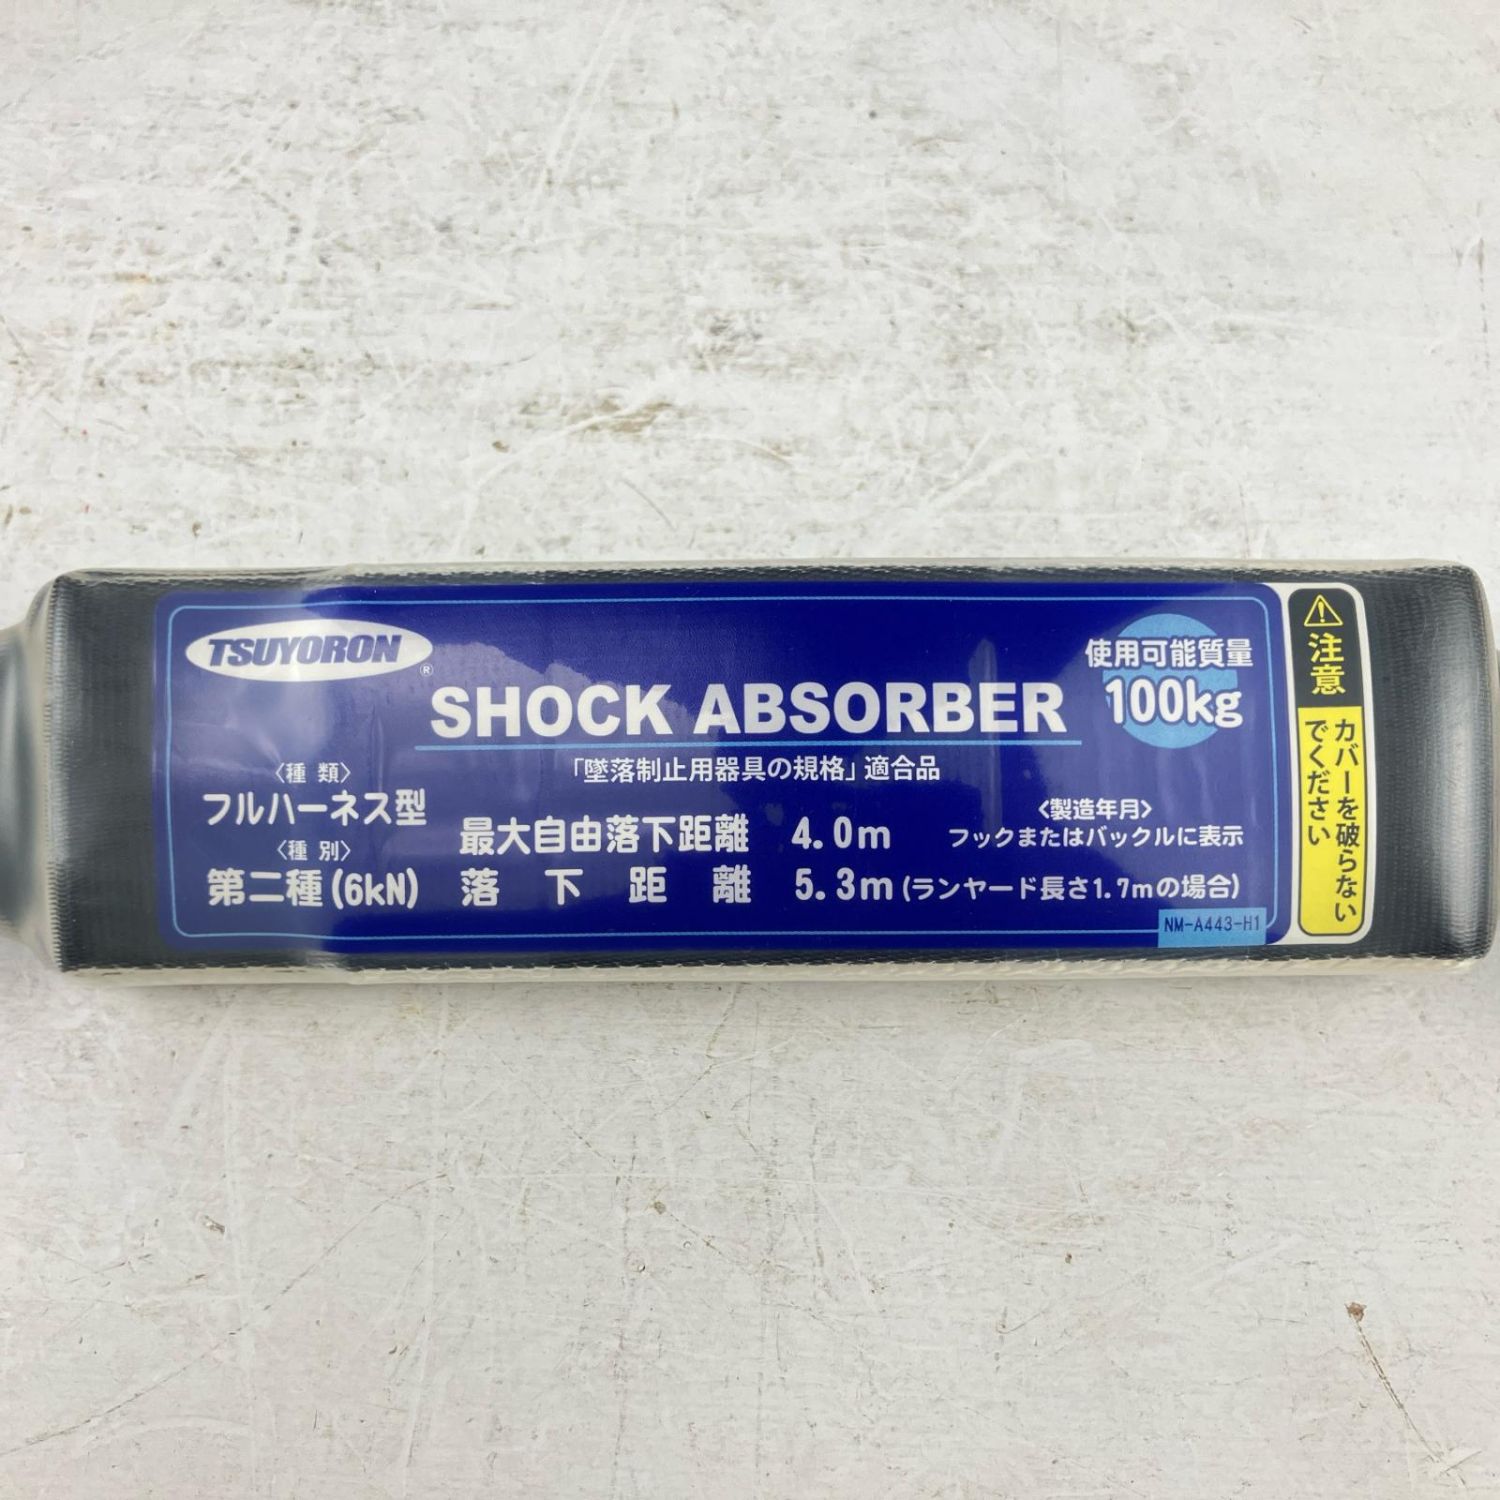 TSUYORON®
SHOCK ABSORBER
使用可能質量
100kg
「墜落制止用器具の規格」適合品
〈種 類〉
フルハーネス型
〈種 別〉
第二種(6kN)
最大自由落下距離 4.0m
落下距離 5.3m(ランヤード長さ1.7mの場合)
〈製造年月〉
フックまたはバックルに表示
NM-A443-H1
注意
カバーを破らない
でください